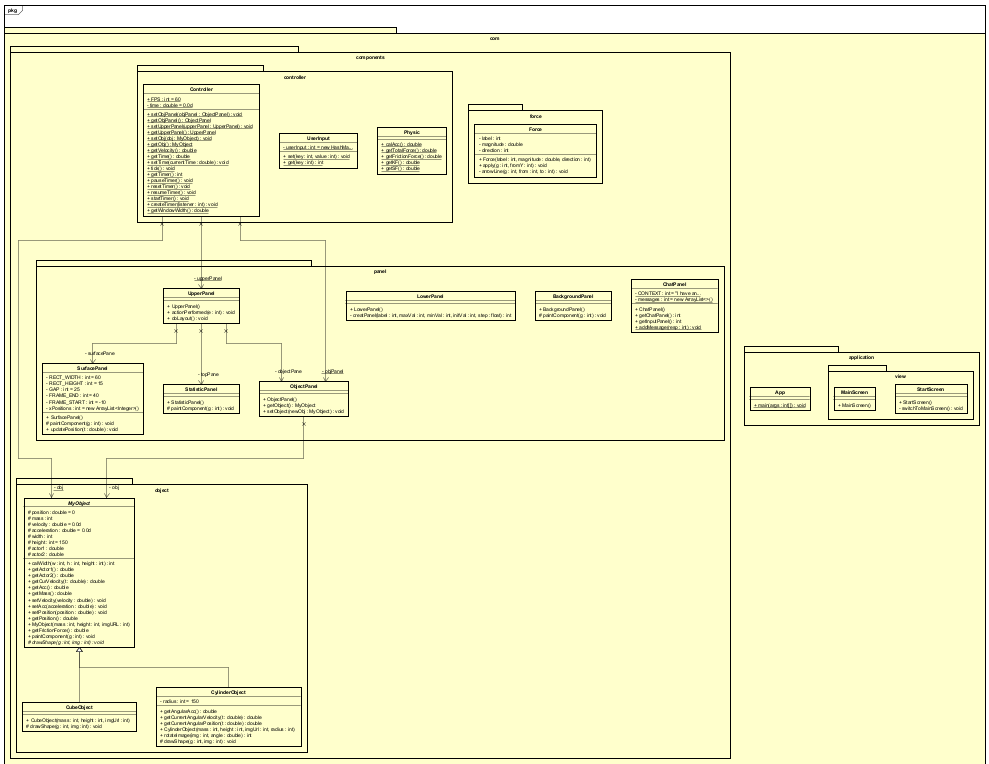 pkg
com
components
controller
Controller
+ FPS : int = 60
- time : double = 0.0d
+ setObjPanel(objPanel : ObjectPanel) : void
+ getObjPanel() : ObjectPanel
+ setUpperPanel(upperPanel : UpperPanel) : void
+ getUpperPanel() : UpperPanel
+ setObj(obj : MyObject) : void
+ getObj() : MyObject
+ getVelocity() : double
+ getTime() : double
+ setTime(currentTime : double) : void
+ getTimer() : int
+ pauseTimer() : void
+ resetTimer() : void
+ resumeTimer() : void
+ startTimer() : void
+ createTimer(listener : int) : void
+ getWindowWidth() : double
UserInput
- userInput : int = new HashMa...
+ set(key : int, value : int) : void
+ get(key : int) : int
Physic
+ calAcc() : double
+ getTotalForce() : double
+ getFrictionForce() : double
+ getKF() : double
+ getSF() : double
force
Force
- label : int
- magnitude : double
- direction : int
+ Force(label : int, magnitude : double, direction : int)
+ apply(g : int, fromY : int) : void
- arrowLine(g : int, from : int, to : int) : void
panel
- upperPanel
UpperPanel
+ UpperPanel()
+ actionPerformed(e : int) : void
+ doLayout() : void
LowerPanel
+ LowerPanel()
- creatPanel(label : int, maxVal : int, minVal : int, initVal : int, step : float) : int
BackgroundPanel
+ BackgroundPanel()
# paintComponent(g : int) : void
ChatPanel
- CONTEXT : int = "I have an...
- messages : int = new ArrayList<>()
+ ChatPanel()
+ getChatPanel() : int
+ getInputPanel() : int
+ addMessage(resp : int) : void
- surfacePane
- topPane
- objectPane
- objPanel
SurfacePanel
- RECT_WIDTH : int = 60
- RECT_HEIGHT : int = 15
- GAP : int = 25
- FRAME_END : int = 40
- FRAME_START : int = -10
- xPositions : int = new ArrayList<Integer>()
+ SurfacePanel()
# paintComponent(g : int) : void
+ updatePosition(t : double) : void
StatisticPanel
+ StatisticPanel()
# paintComponent(g : int) : void
ObjectPanel
+ ObjectPanel()
+ getObject() : MyObject
+ setObject(newObj : MyObject) : void
application
App
+ main(args : int[]) : void
view
MainScreen
+ MainScreen()
StartScreen
+ StartScreen()
- switchToMainScreen() : void
- obj
- obj
object
MyObject
# position : double = 0
# mass : int
# velocity : double = 0.0d
# acceleration : double = 0.0d
# width : int
# height : int = 150
# actor1 : double
# actor2 : double
+ calWidth(w : int, h : int, height : int) : int
+ getActor1() : double
+ getActor2() : double
+ getCurVelocity(t : double) : double
+ getAcc() : double
+ getMass() : double
+ setVelocity(velocity : double) : void
+ setAcc(acceleration : double) : void
+ setPosition(position : double) : void
+ getPosition() : double
+ MyObject(mass : int, height : int, imgURL : int)
+ getFrictionForce() : double
+ paintComponent(g : int) : void
# drawShape(g : int, img : int) : void
CubeObject
+ CubeObject(mass : int, height : int, imgUrl : int)
# drawShape(g : int, img : int) : void
CylinderObject
- radius : int = 150
+ getAngularAcc() : double
+ getCurrentAngularVelocity(t : double) : double
+ getCurrentAngularPosition(t : double) : double
+ CylinderObject(mass : int, height : int, imgUrl : int, radius : int)
+ rotateImage(img : int, angle : double) : int
# drawShape(g : int, img : int) : void